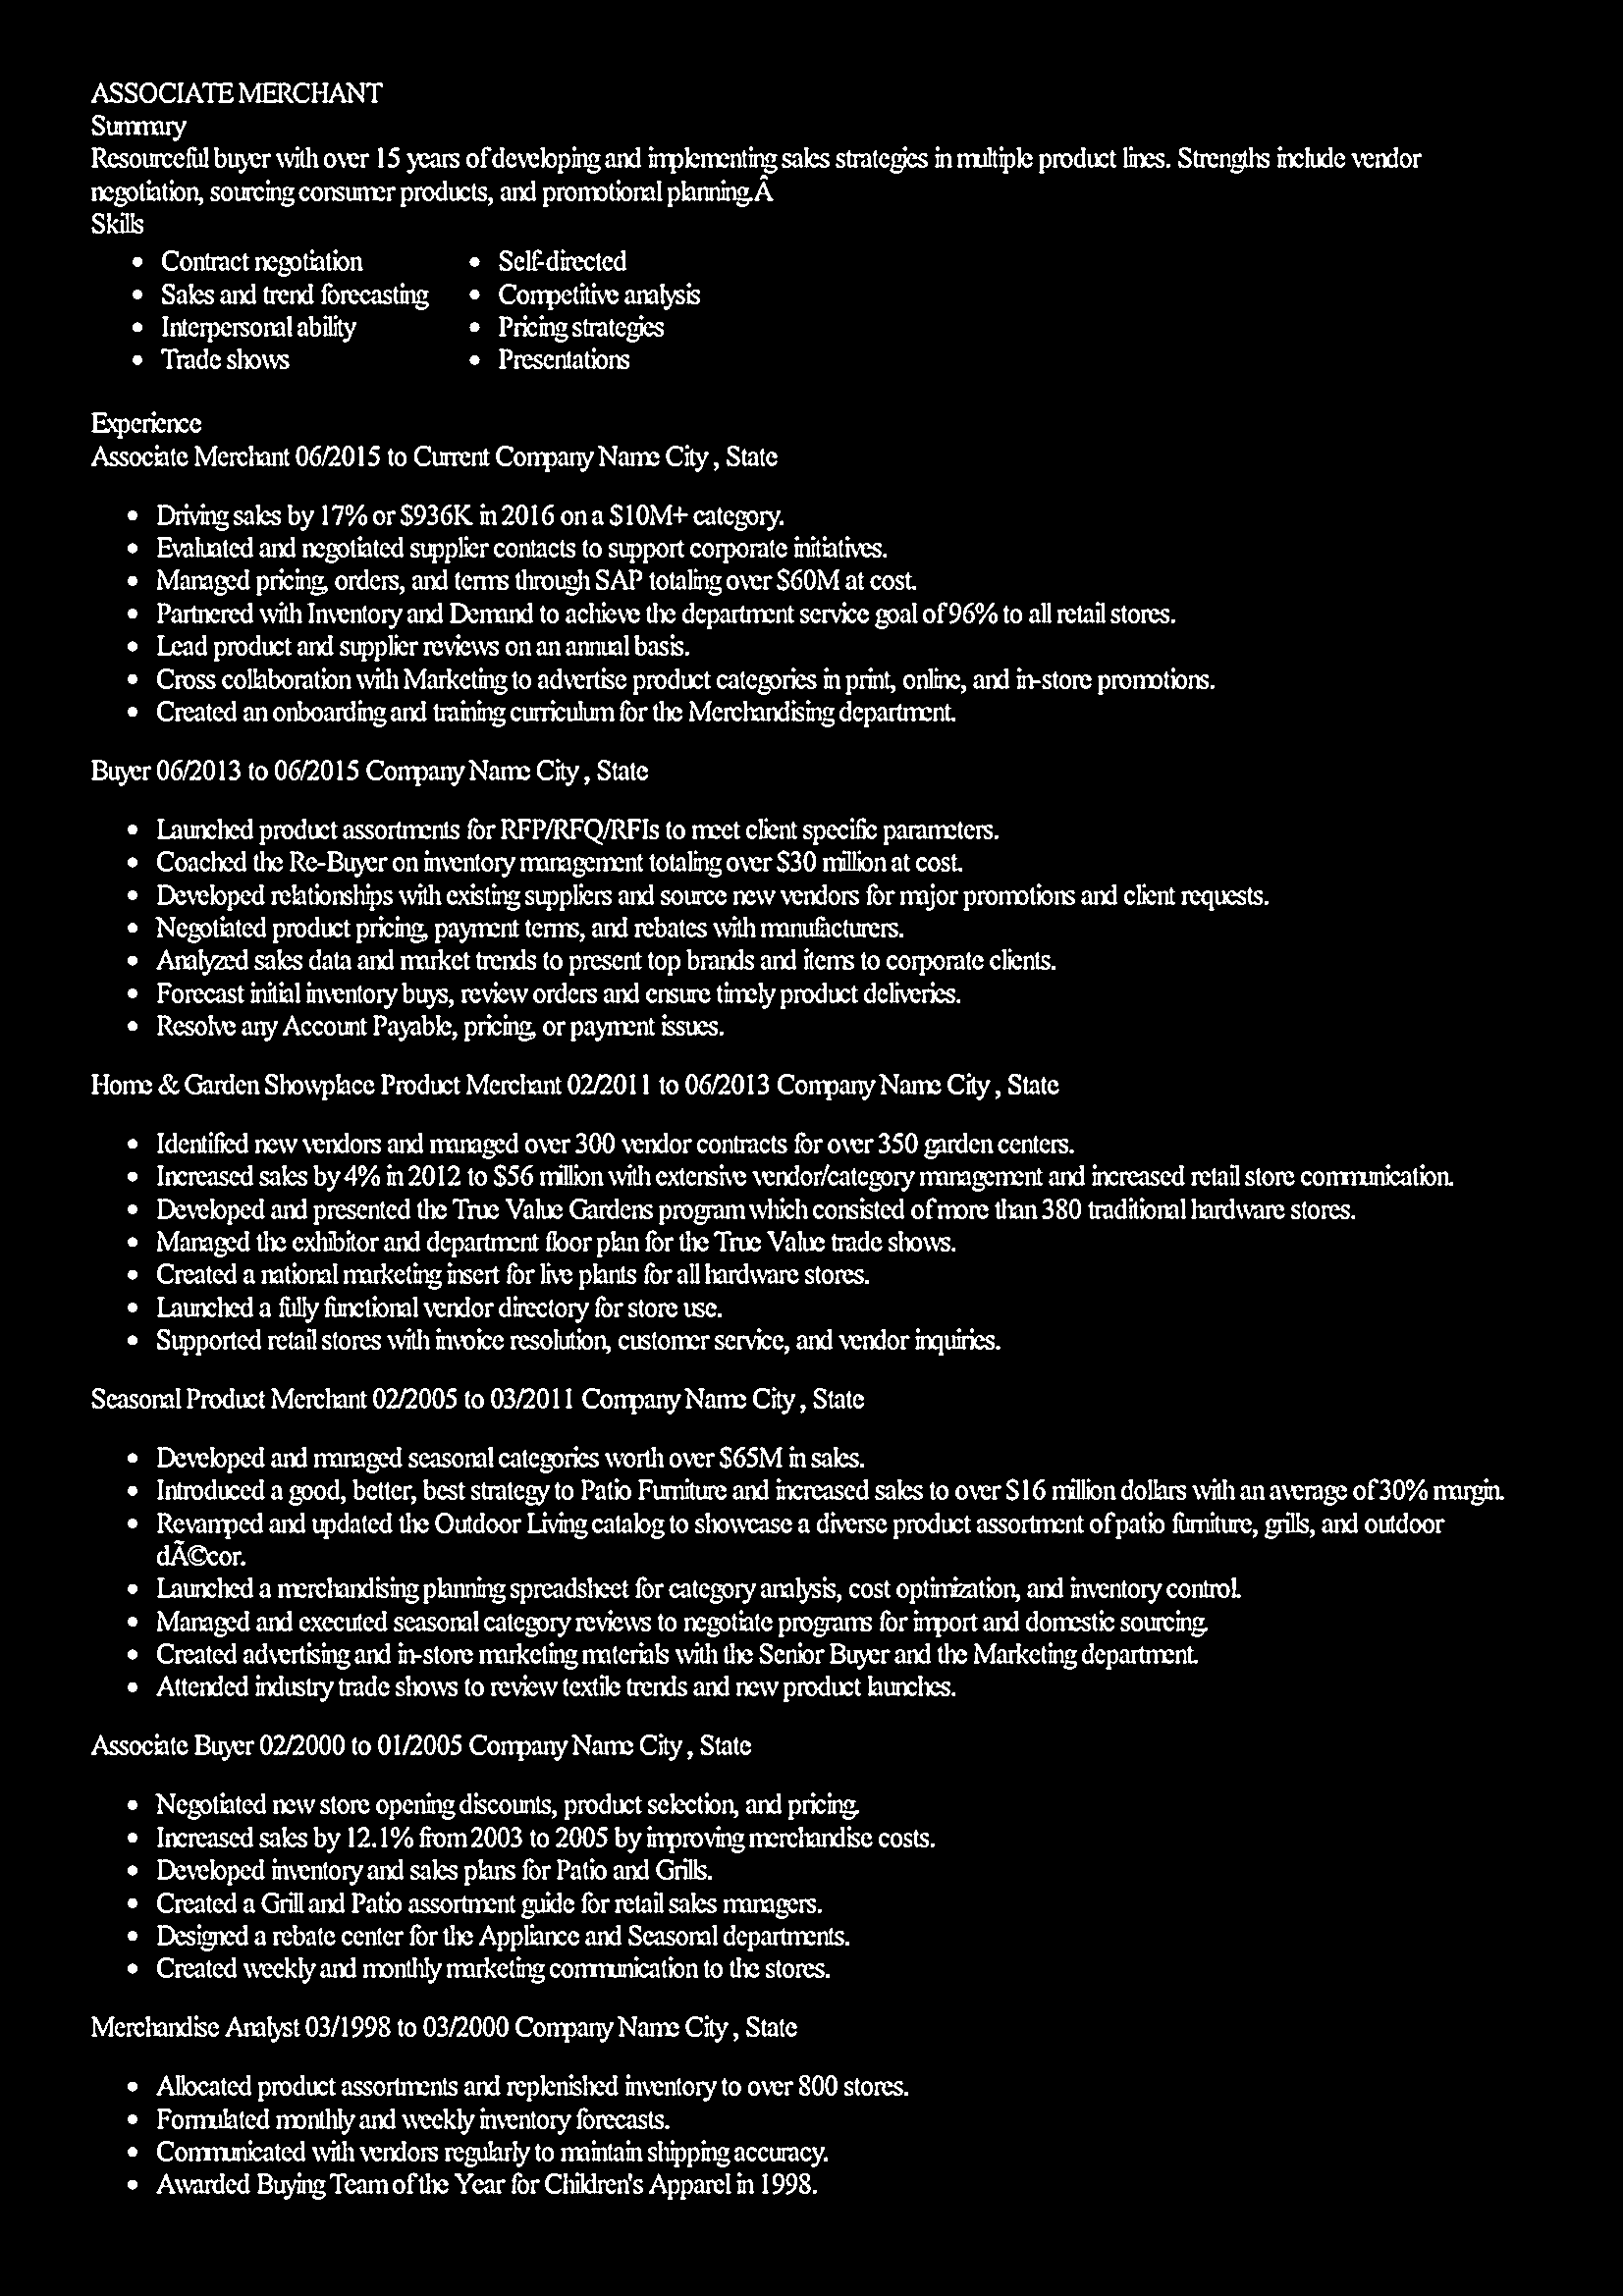 ASSOCIATE MERCHANT
Summary
Resourceful buyer with over 15 years of developing and implementing sales strategies in multiple product lines. Strengths include vendor
negotiation, sourcing consumer products, and promotional planning.Â
Skills
• Contract negotiation
• Sales and trend forecasting
• Interpersonal ability
• Trade shows
• Self-directed
• Competitive analysis
• Pricing strategies
• Presentations
Experience
Associate Merchant 06/2015 to Current Company Name City , State
• Driving sales by 17% or $936K in 2016 on a $10M+ category.
• Evaluated and negotiated supplier contacts to support corporate initiatives.
• Managed pricing, orders, and terms through SAP totaling over $60M at cost.
• Partnered with Inventory and Demand to achieve the department service goal of 96% to all retail stores.
• Lead product and supplier reviews on an annual basis.
• Cross collaboration with Marketing to advertise product categories in print, online, and in-store promotions.
• Created an onboarding and training curriculum for the Merchandising department.
Buyer 06/2013 to 06/2015 Company Name City , State
• Launched product assortments for RFP/RFQ/RFIs to meet client specific parameters.
• Coached the Re-Buyer on inventory management totaling over $30 million at cost.
• Developed relationships with existing suppliers and source new vendors for major promotions and client requests.
• Negotiated product pricing, payment terms, and rebates with manufacturers.
• Analyzed sales data and market trends to present top brands and items to corporate clients.
• Forecast initial inventory buys, review orders and ensure timely product deliveries.
• Resolve any Account Payable, pricing, or payment issues.
Home & Garden Showplace Product Merchant 02/2011 to 06/2013 Company Name City , State
• Identified new vendors and managed over 300 vendor contracts for over 350 garden centers.
• Increased sales by 4% in 2012 to $56 million with extensive vendor/category management and increased retail store communication.
• Developed and presented the True Value Gardens program which consisted of more than 380 traditional hardware stores.
• Managed the exhibitor and department floor plan for the True Value trade shows.
• Created a national marketing insert for live plants for all hardware stores.
• Launched a fully functional vendor directory for store use.
• Supported retail stores with invoice resolution, customer service, and vendor inquiries.
Seasonal Product Merchant 02/2005 to 03/2011 Company Name City , State
• Developed and managed seasonal categories worth over $65M in sales.
• Introduced a good, better, best strategy to Patio Furniture and increased sales to over $16 million dollars with an average of 30% margin.
• Revamped and updated the Outdoor Living catalog to showcase a diverse product assortment of patio furniture, grills, and outdoor
dÃ©cor.
• Launched a merchandising planning spreadsheet for category analysis, cost optimization, and inventory control.
• Managed and executed seasonal category reviews to negotiate programs for import and domestic sourcing.
• Created advertising and in-store marketing materials with the Senior Buyer and the Marketing department.
• Attended industry trade shows to review textile trends and new product launches.
Associate Buyer 02/2000 to 01/2005 Company Name City , State
• Negotiated new store opening discounts, product selection, and pricing.
• Increased sales by 12.1% from 2003 to 2005 by improving merchandise costs.
• Developed inventory and sales plans for Patio and Grills.
• Created a Grill and Patio assortment guide for retail sales managers.
• Designed a rebate center for the Appliance and Seasonal departments.
• Created weekly and monthly marketing communication to the stores.
Merchandise Analyst 03/1998 to 03/2000 Company Name City , State
• Allocated product assortments and replenished inventory to over 800 stores.
• Formulated monthly and weekly inventory forecasts.
• Communicated with vendors regularly to maintain shipping accuracy.
• Awarded Buying Team of the Year for Children's Apparel in 1998.